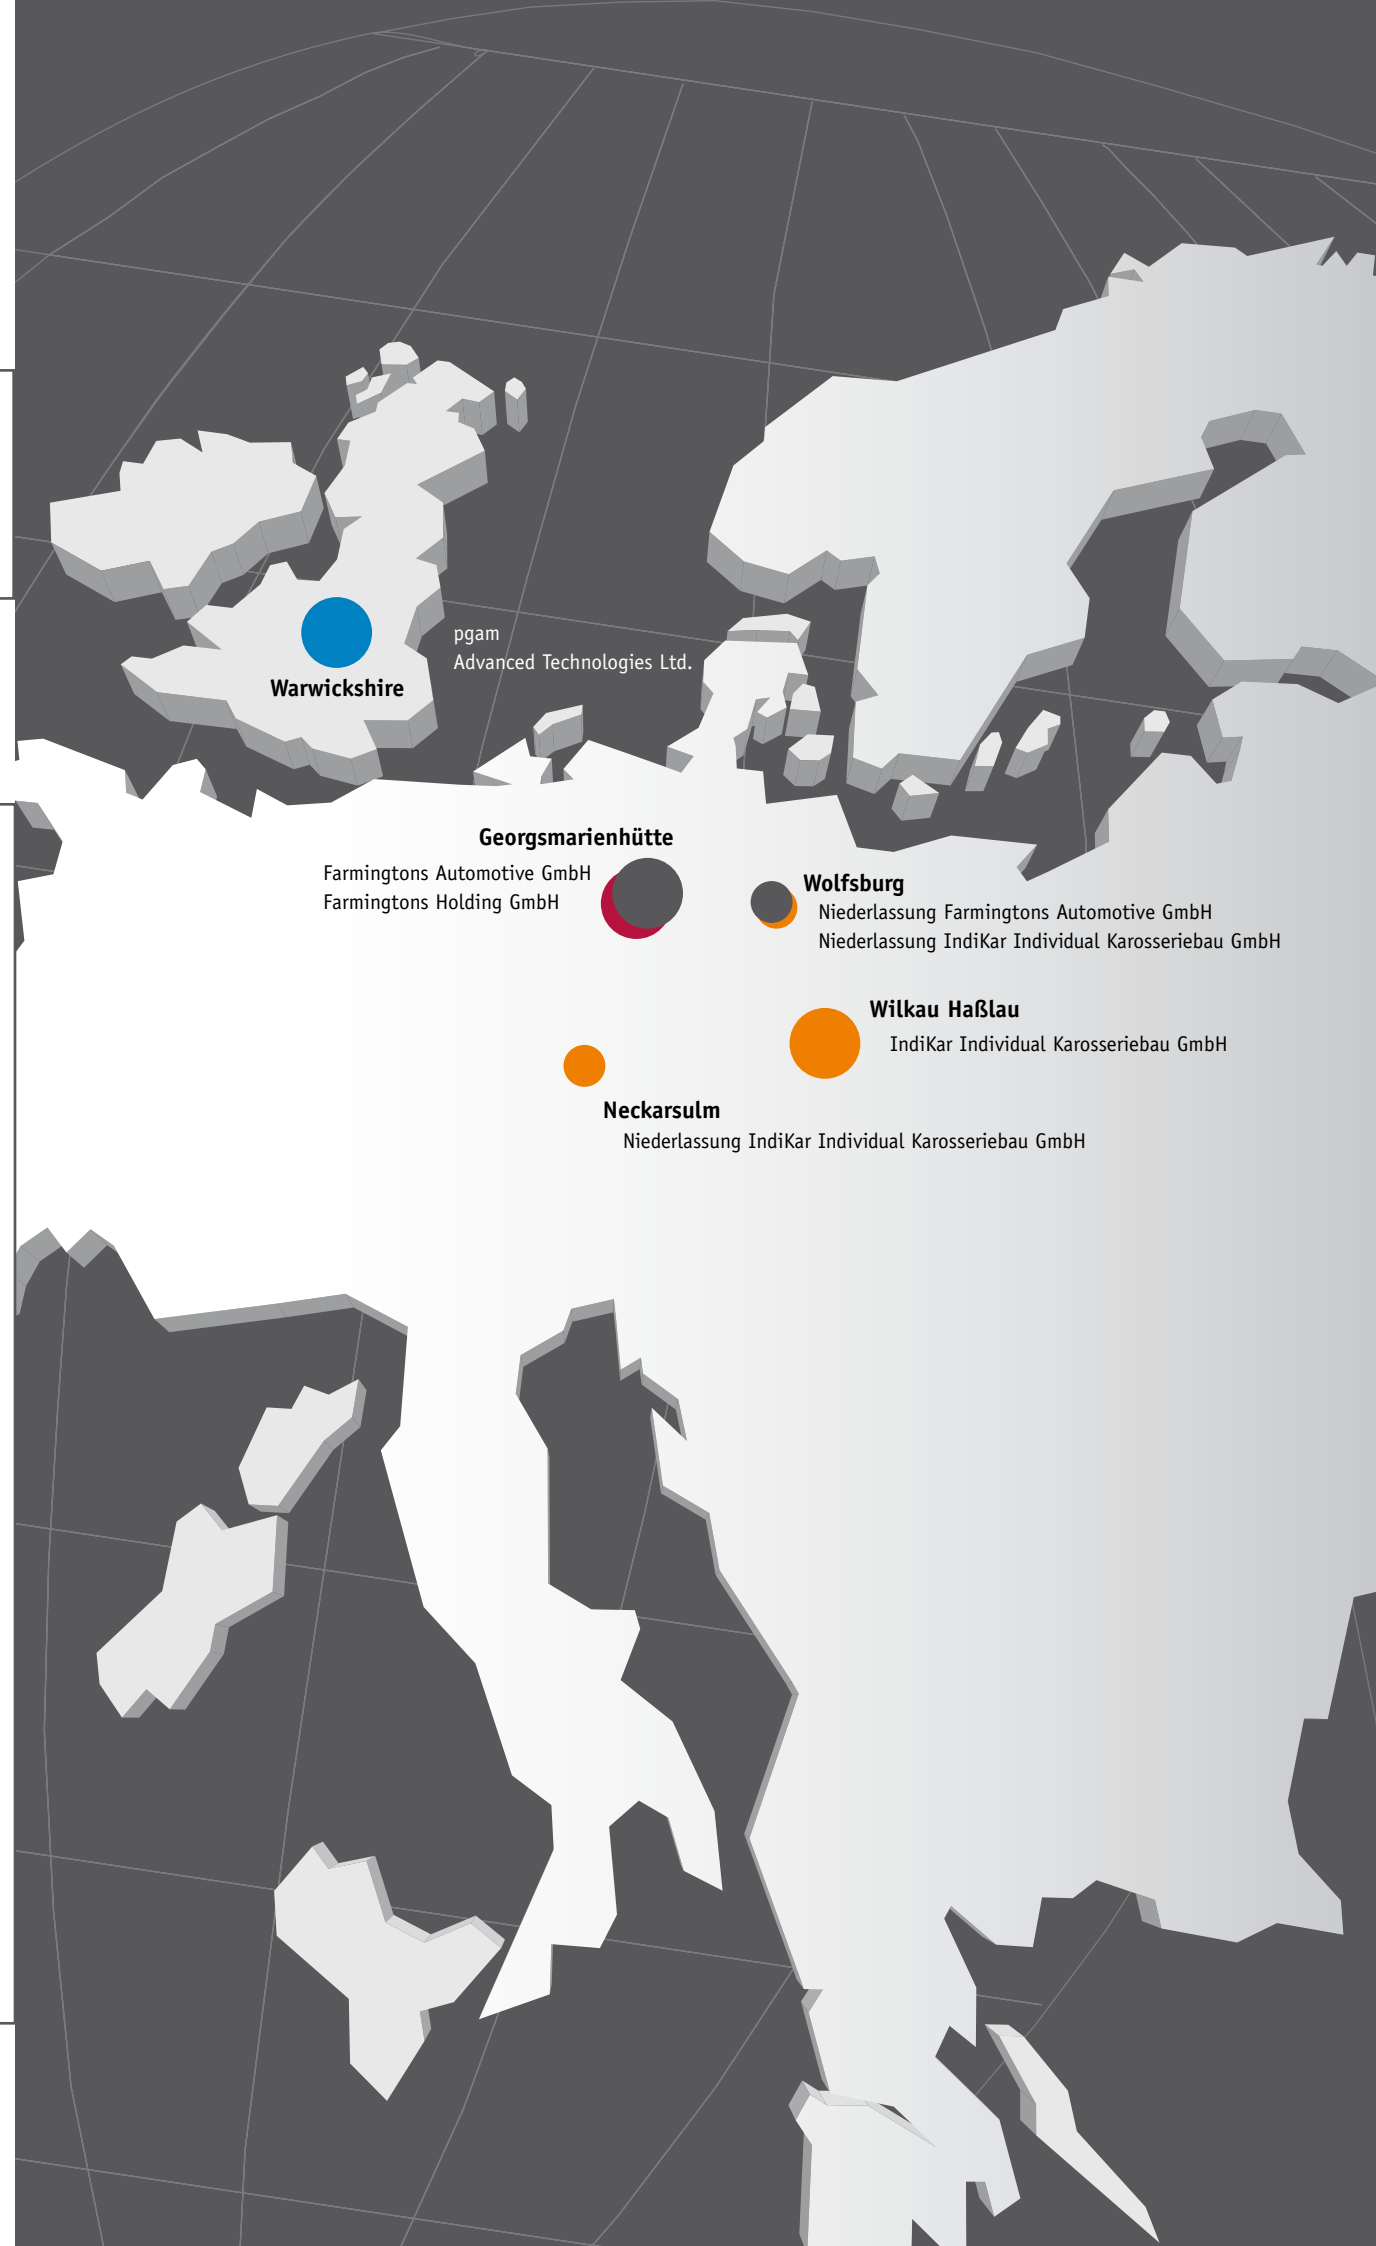 pgam
Advanced Technologies Ltd.
Warwickshire
Georgsmarienhütte
Farmingtons Automotive GmbH
Farmingtons Holding GmbH
Wolfsburg
Niederlassung Farmingtons Automotive GmbH
Niederlassung IndiKar Individual Karosseriebau GmbH
Wilkau Haßlau
IndiKar Individual Karosseriebau GmbH
Neckarsulm
Niederlassung IndiKar Individual Karosseriebau GmbH